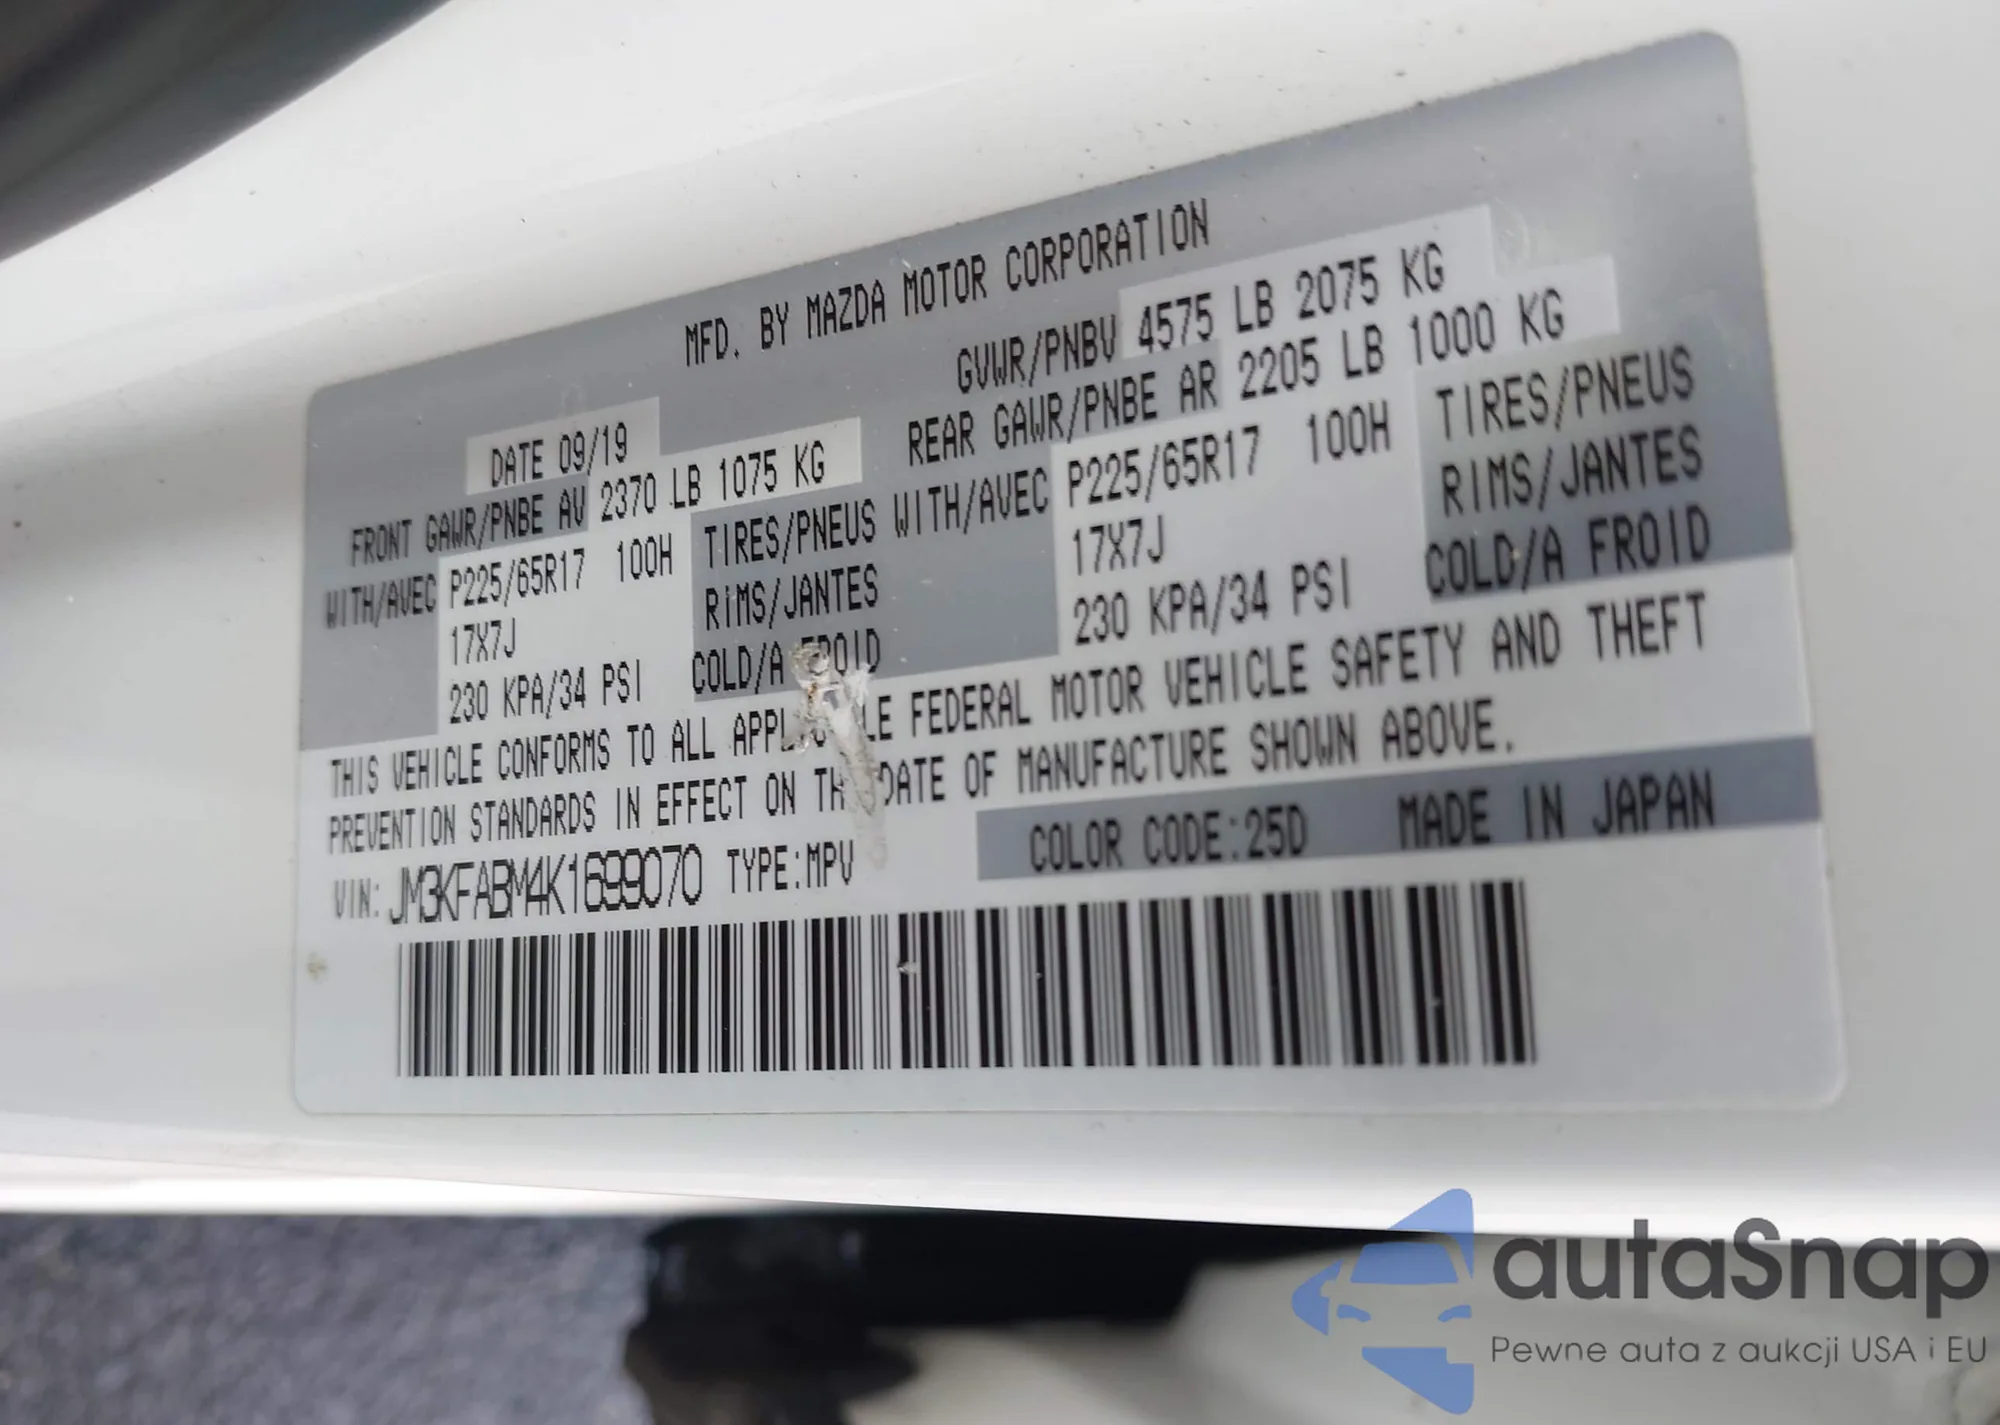 MFD. BY MAZDA MOTOR CORPORATION
DATE 09/19 GVWR/PNBV 4575 LB 2075 KG
FRONT GAWR/PNBE AV 2370 LB 1075 KG REAR GAWR/PNBE AR 2205 LB 1000 KG
WITH/AVEC P225/65R17 100H TIRES/PNEUS WITH/AVEC P225/65R17 100H TIRES/PNEUS
17X7J RIMS/JANTES 17X7J RIMS/JANTES
230 KPA/34 PSI COLD/A FROID 230 KPA/34 PSI COLD/A FROID
THIS VEHICLE CONFORMS TO ALL APPLICABLE FEDERAL MOTOR VEHICLE SAFETY AND THEFT
PREVENTION STANDARDS IN EFFECT ON THE DATE OF MANUFACTURE SHOWN ABOVE.
VIN: JM3KFABM4K1699070 TYPE:MPV COLOR CODE:25D MADE IN JAPAN
autaSnap
Pewne auta z aukcji USA i EU